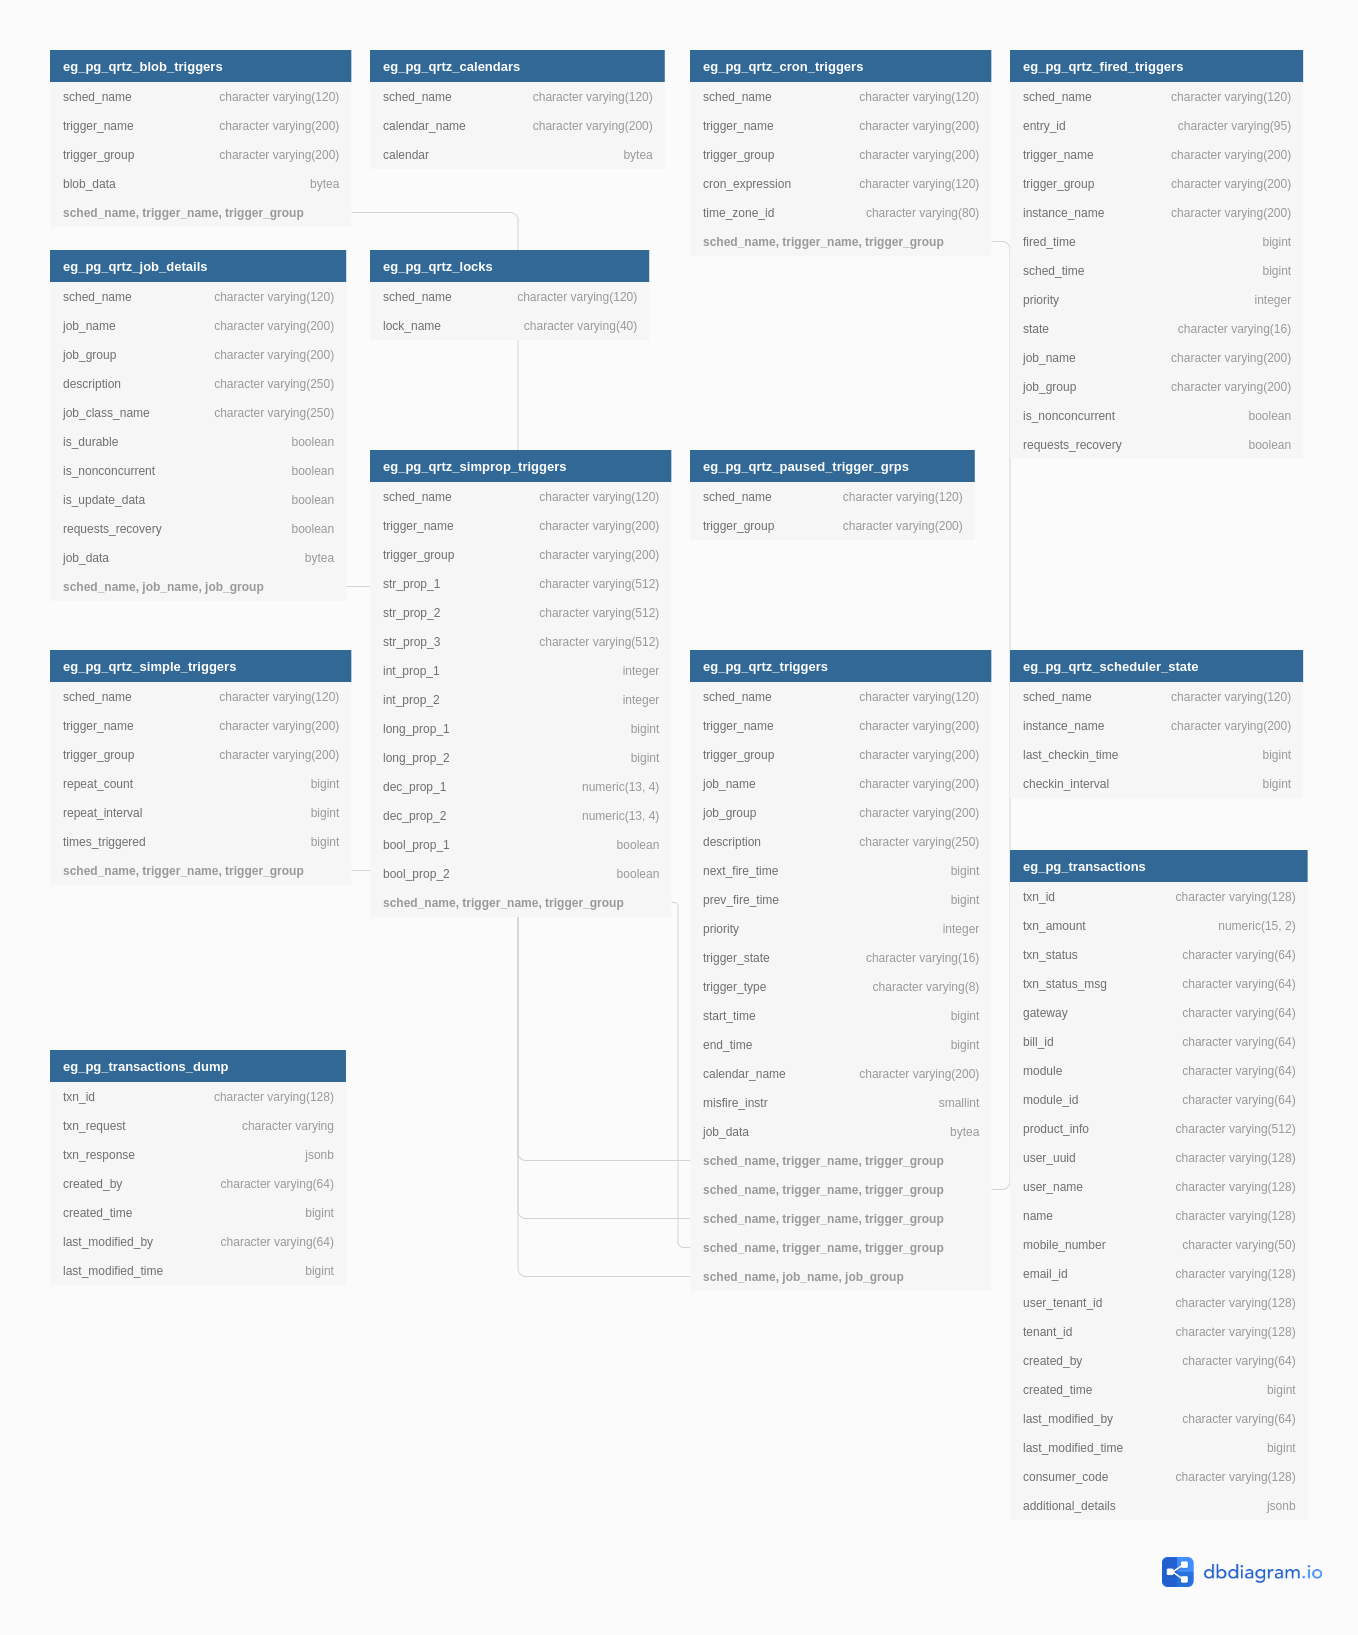 eg_pg_qrtz_blob_triggers
sched_name character varying(120)
trigger_name character varying(200)
trigger_group character varying(200)
blob_data bytea
sched_name, trigger_name, trigger_group
eg_pg_qrtz_calendars
sched_name character varying(120)
calendar_name character varying(200)
calendar bytea
eg_pg_qrtz_cron_triggers
sched_name character varying(120)
trigger_name character varying(200)
trigger_group character varying(200)
cron_expression character varying(120)
time_zone_id character varying(80)
sched_name, trigger_name, trigger_group
eg_pg_qrtz_fired_triggers
sched_name character varying(120)
entry_id character varying(95)
trigger_name character varying(200)
trigger_group character varying(200)
instance_name character varying(200)
fired_time bigint
sched_time bigint
priority integer
state character varying(16)
job_name character varying(200)
job_group character varying(200)
is_nonconcurrent boolean
requests_recovery boolean
eg_pg_qrtz_job_details
sched_name character varying(120)
job_name character varying(200)
job_group character varying(200)
description character varying(250)
job_class_name character varying(250)
is_durable boolean
is_nonconcurrent boolean
is_update_data boolean
requests_recovery boolean
job_data bytea
sched_name, job_name, job_group
eg_pg_qrtz_locks
sched_name character varying(120)
lock_name character varying(40)
eg_pg_qrtz_simprop_triggers
sched_name character varying(120)
trigger_name character varying(200)
trigger_group character varying(200)
str_prop_1 character varying(512)
str_prop_2 character varying(512)
str_prop_3 character varying(512)
int_prop_1 integer
int_prop_2 integer
long_prop_1 bigint
long_prop_2 bigint
dec_prop_1 numeric(13, 4)
dec_prop_2 numeric(13, 4)
bool_prop_1 boolean
bool_prop_2 boolean
sched_name, trigger_name, trigger_group
eg_pg_qrtz_paused_trigger_grps
sched_name character varying(120)
trigger_group character varying(200)
eg_pg_qrtz_simple_triggers
sched_name character varying(120)
trigger_name character varying(200)
trigger_group character varying(200)
repeat_count bigint
repeat_interval bigint
times_triggered bigint
sched_name, trigger_name, trigger_group
eg_pg_qrtz_triggers
sched_name character varying(120)
trigger_name character varying(200)
trigger_group character varying(200)
job_name character varying(200)
job_group character varying(200)
description character varying(250)
next_fire_time bigint
prev_fire_time bigint
priority integer
trigger_state character varying(16)
trigger_type character varying(8)
start_time bigint
end_time bigint
calendar_name character varying(200)
misfire_instr smallint
job_data bytea
sched_name, trigger_name, trigger_group
sched_name, trigger_name, trigger_group
sched_name, trigger_name, trigger_group
sched_name, trigger_name, trigger_group
sched_name, job_name, job_group
eg_pg_qrtz_scheduler_state
sched_name character varying(120)
instance_name character varying(200)
last_checkin_time bigint
checkin_interval bigint
eg_pg_transactions
txn_id character varying(128)
txn_amount numeric(15, 2)
txn_status character varying(64)
txn_status_msg character varying(64)
gateway character varying(64)
bill_id character varying(64)
module character varying(64)
module_id character varying(64)
product_info character varying(512)
user_uuid character varying(128)
user_name character varying(128)
name character varying(128)
mobile_number character varying(50)
email_id character varying(128)
user_tenant_id character varying(128)
tenant_id character varying(128)
created_by character varying(64)
created_time bigint
last_modified_by character varying(64)
last_modified_time bigint
consumer_code character varying(128)
additional_details jsonb
eg_pg_transactions_dump
txn_id character varying(128)
txn_request character varying
txn_response jsonb
created_by character varying(64)
created_time bigint
last_modified_by character varying(64)
last_modified_time bigint
dbdiagram.io